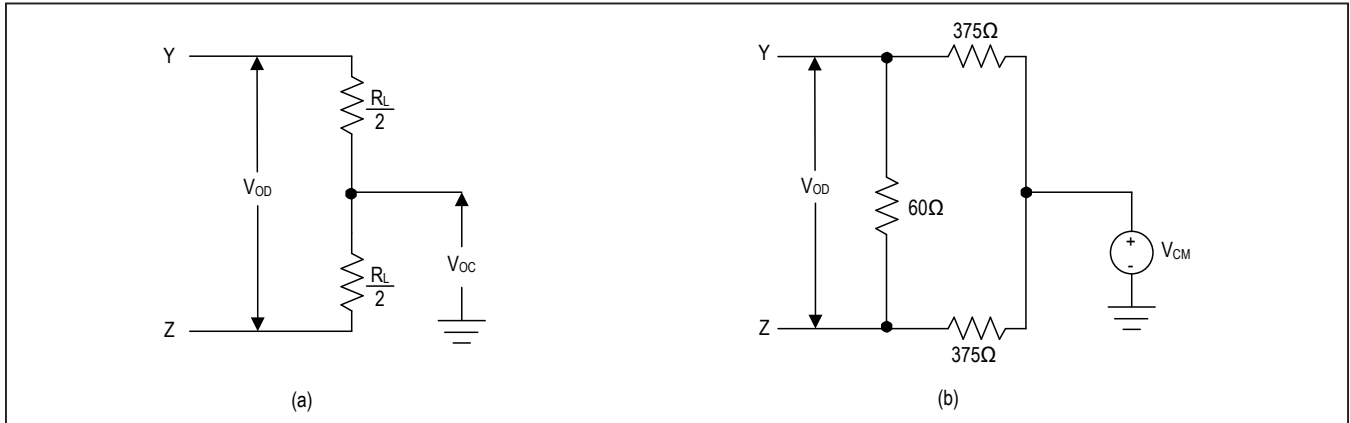 Y
R_L
2
V_OD
V_OC
R_L
2
Z
(a)
375Ω
Y
V_OD
60Ω
+
-
V_CM
Z
375Ω
(b)